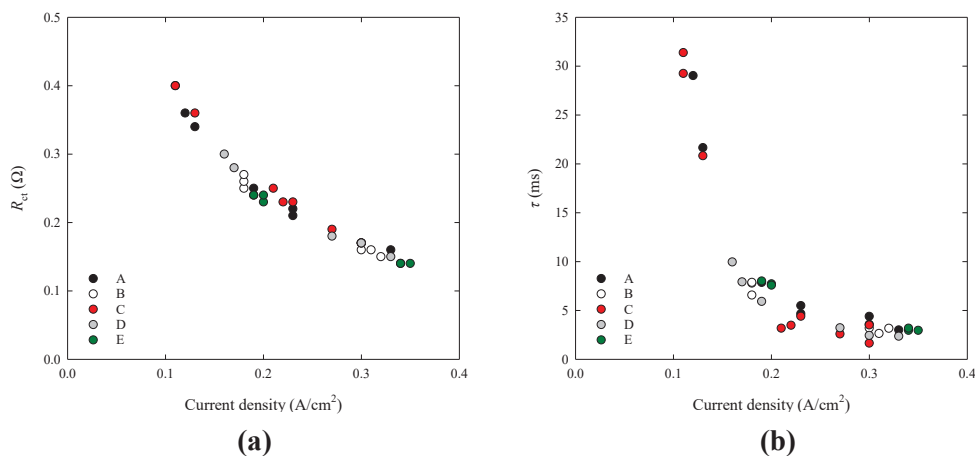 0.5
0.4
0.3
0.2
0.1
0.0
R_ct (Ω)
A
B
C
D
E
0.0 0.1 0.2 0.3 0.4
Current density (A/cm²)
(a)
35
30
25
20
15
10
5
0
τ (ms)
A
B
C
D
E
0.0 0.1 0.2 0.3 0.4
Current density (A/cm²)
(b)